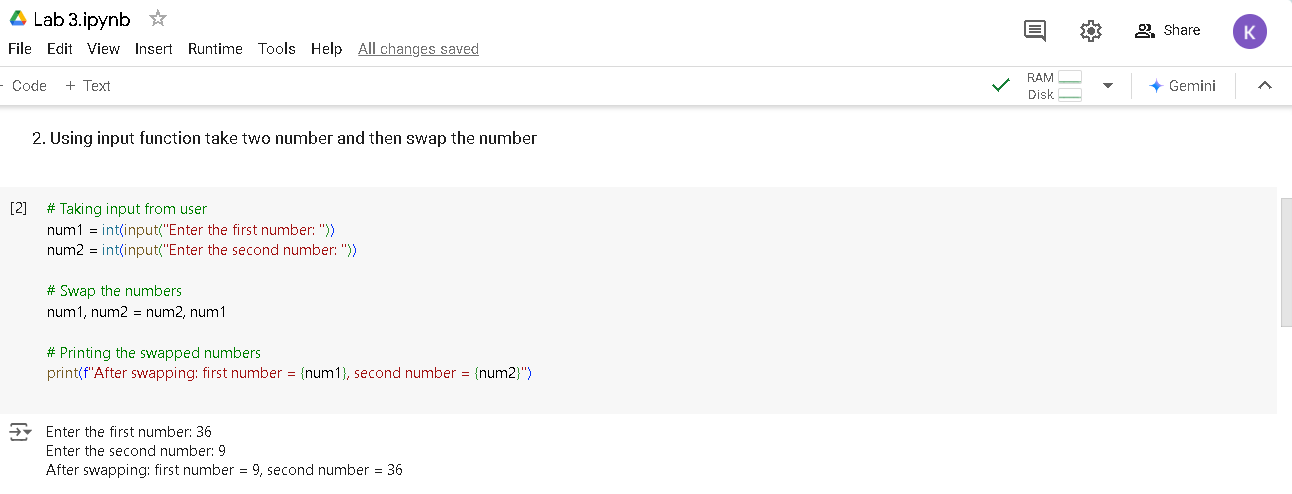 Lab 3.ipynb
File Edit View Insert Runtime Tools Help All changes saved
Share
K
Code + Text
RAM
Disk
Gemini
2. Using input function take two number and then swap the number
[2]
# Taking input from user
num1 = int(input("Enter the first number: "))
num2 = int(input("Enter the second number: "))
# Swap the numbers
num1, num2 = num2, num1
# Printing the swapped numbers
print(f"After swapping: first number = {num1}, second number = {num2}")
Enter the first number: 36
Enter the second number: 9
After swapping: first number = 9, second number = 36